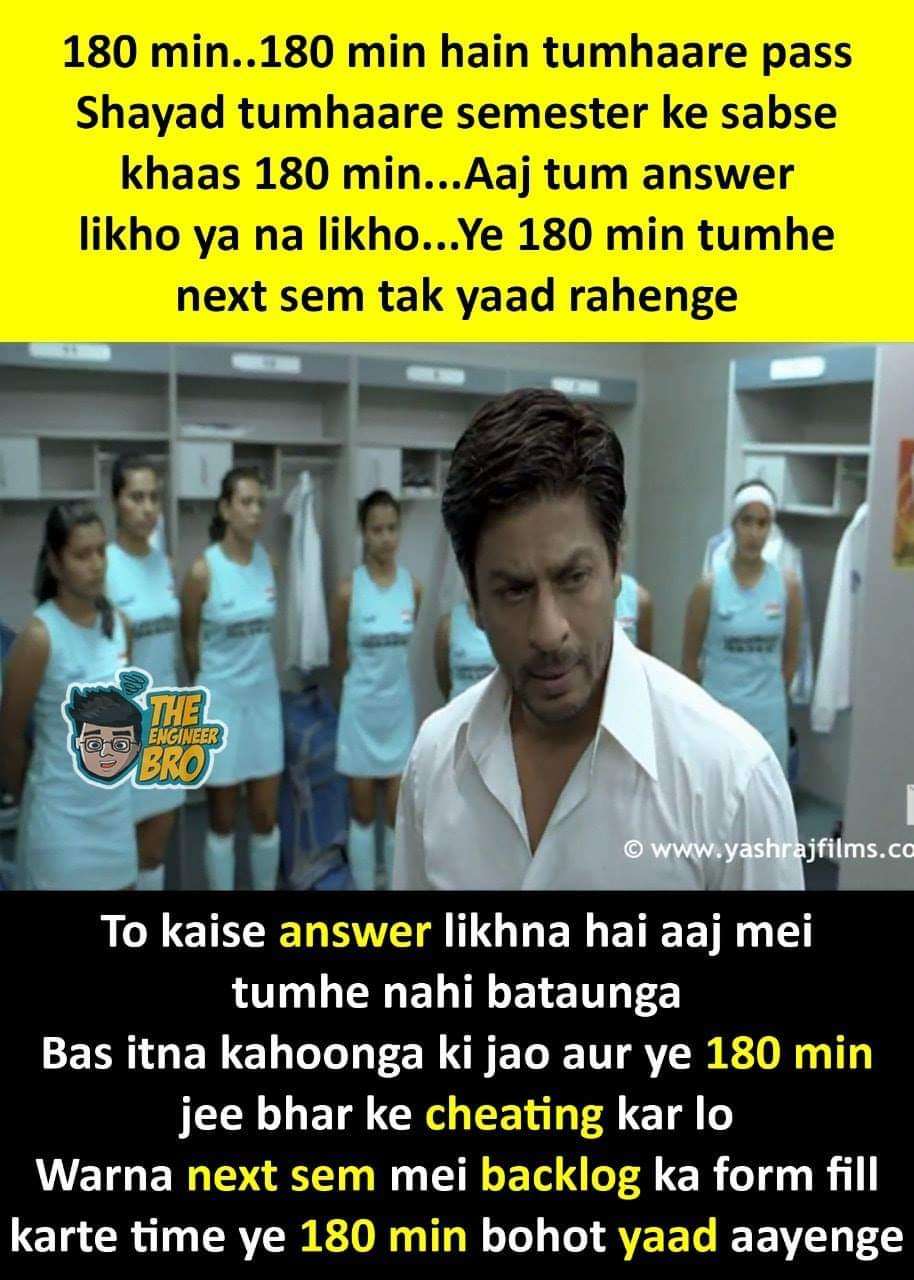 180 min..180 min hain tumhaare pass
Shayad tumhaare semester ke sabse
khaas 180 min...Aaj tum answer
likho ya na likho...Ye 180 min tumhe
next sem tak yaad rahenge
THE
ENGINEER
BRO
© www.yashrajfilms.co
To kaise answer likhna hai aaj mei
tumhe nahi bataunga
Bas itna kahoonga ki jao aur ye 180 min
jee bhar ke cheating kar lo
Warna next sem mei backlog ka form fill
karte time ye 180 min bohot yaad aayenge